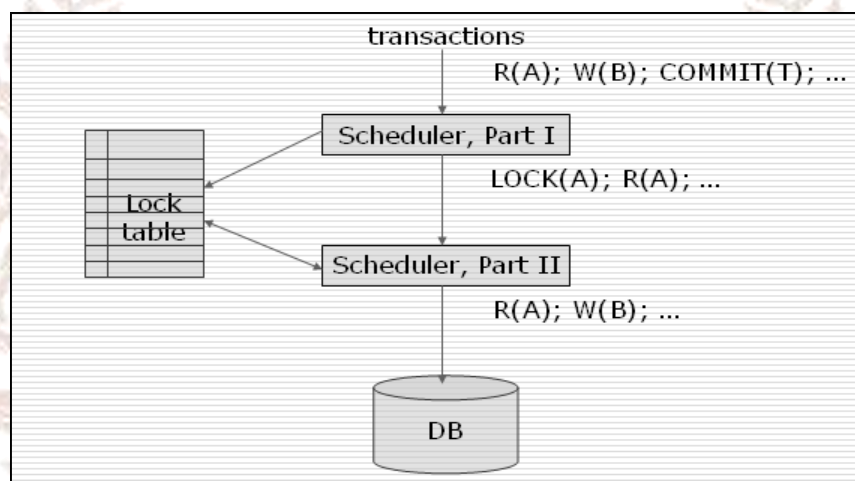 transactions
R(A); W(B); COMMIT(T); ...
Scheduler, Part I
LOCK(A); R(A); ...
Lock
table
Scheduler, Part II
R(A); W(B); ...
DB